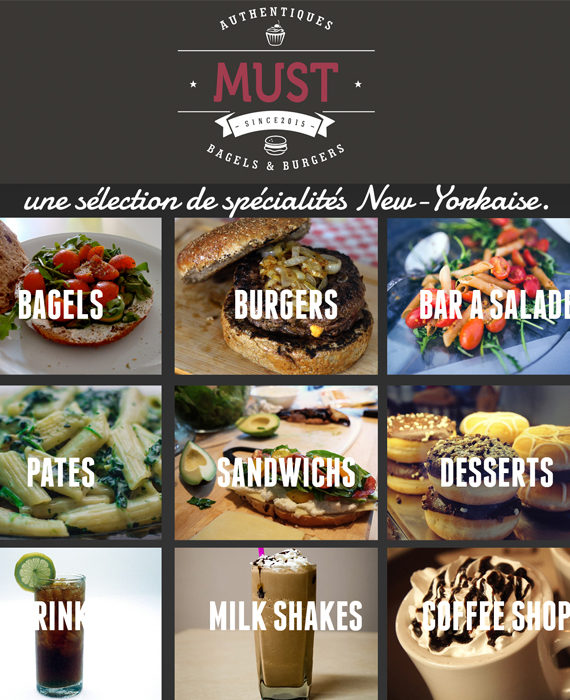 AUTHENTIQUES
MUST
- SINCE2015 -
BAGELS & BURGERS
une sélection de spécialités New-Yorkaise.
BAGELS
BURGERS
BAR A SALADE
PATES
SANDWICHS
DESSERTS
RINK
MILK SHAKES
COFFEE SHOP